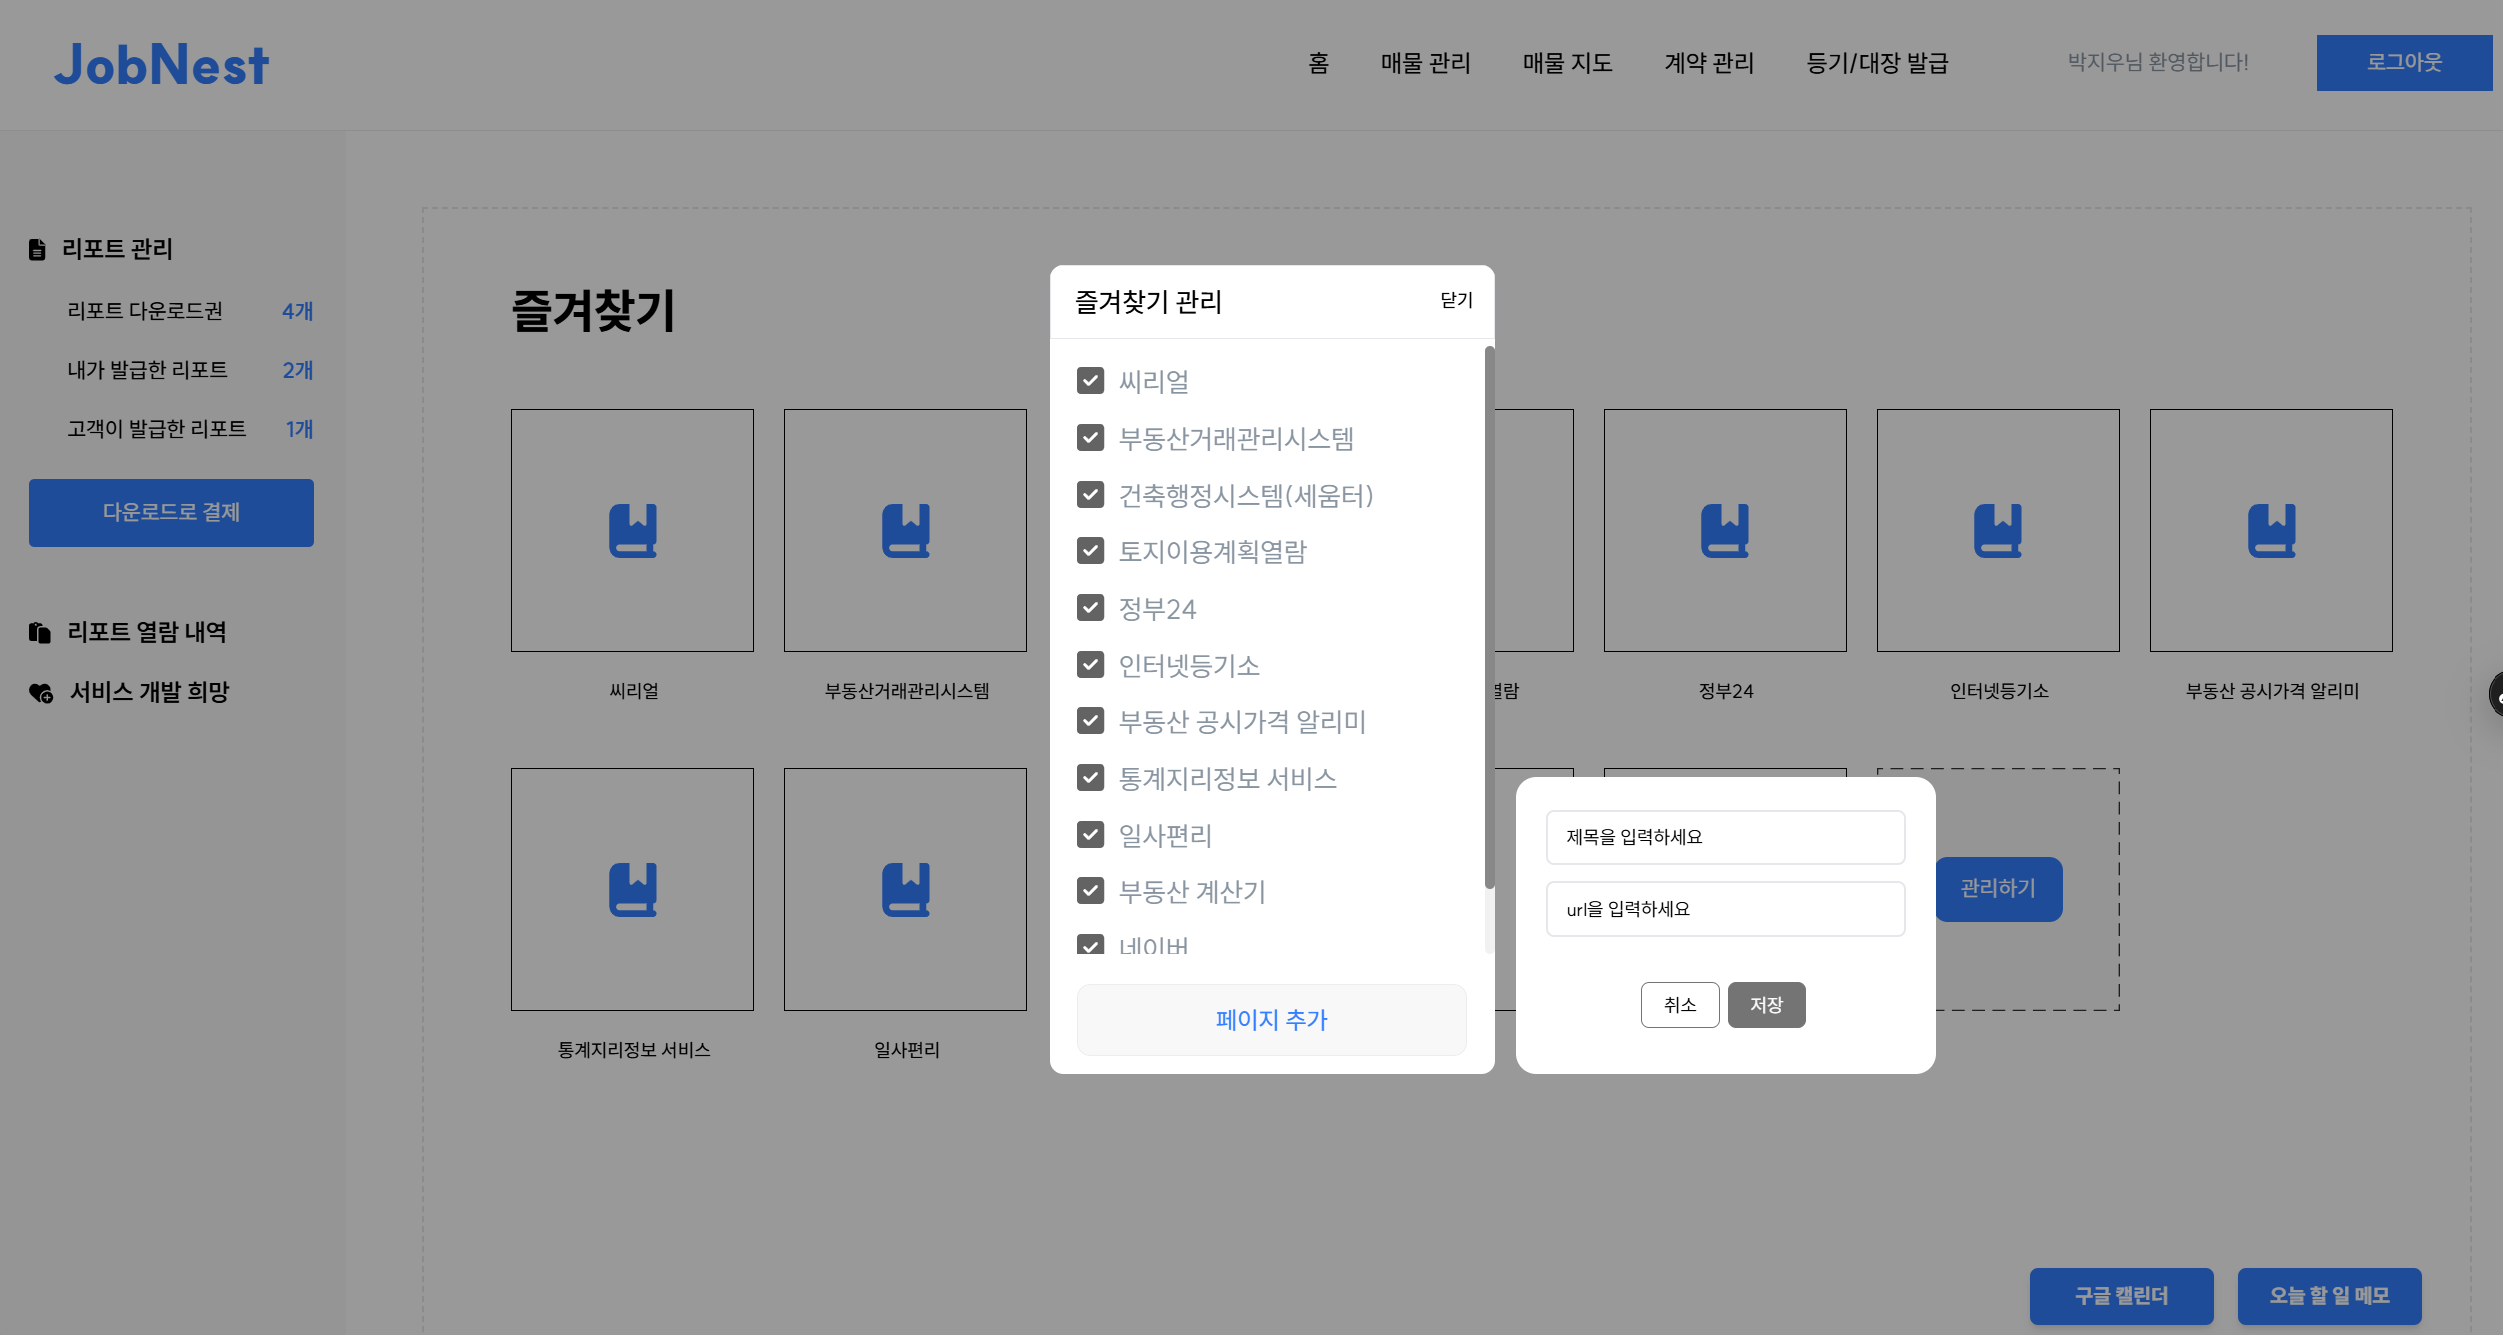 JobNest
홈
매물 관리
매물 지도
계약 관리
등기/대장 발급
박지우님 환영합니다!
로그아웃
리포트 관리
리포트 다운로드권 4개
내가 발급한 리포트 2개
고객이 발급한 리포트 1개
다운로드로 결제
리포트 열람 내역
서비스 개발 희망
즐겨찾기
씨리얼
부동산거래관리시스템
열람
정부24
인터넷등기소
부동산 공시가격 알리미
통계지리정보 서비스
일사편리
관리하기
즐겨찾기 관리
닫기
씨리얼
부동산거래관리시스템
건축행정시스템(세움터)
토지이용계획열람
정부24
인터넷등기소
부동산 공시가격 알리미
통계지리정보 서비스
일사편리
부동산 계산기
네이버
페이지 추가
제목을 입력하세요
url을 입력하세요
취소
저장
구글 캘린더
오늘 할 일 메모